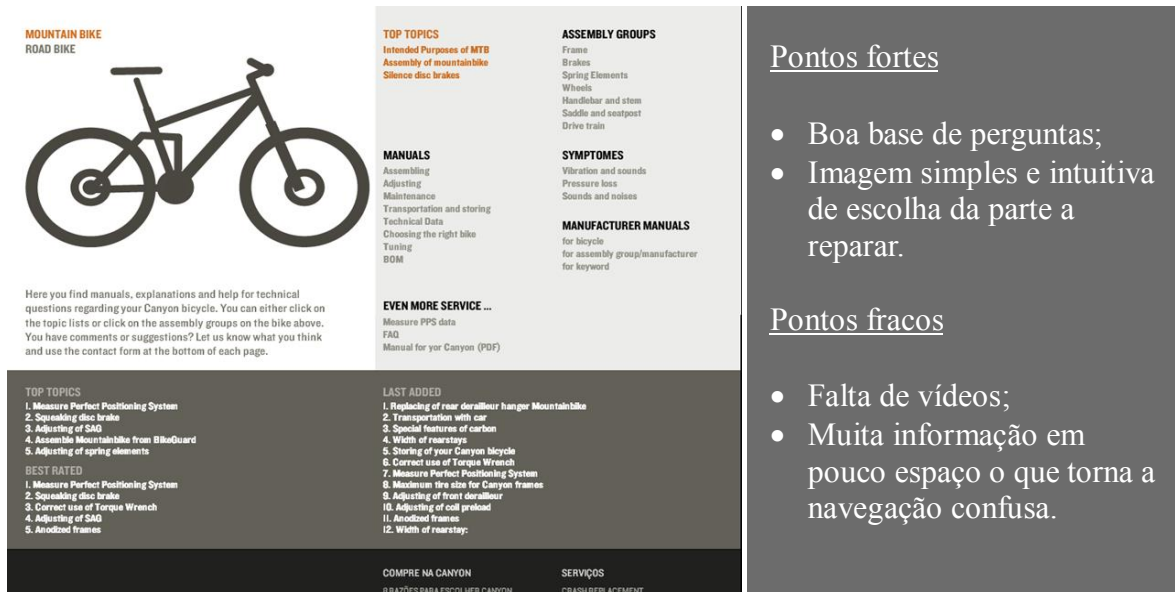 MOUNTAIN BIKE
ROAD BIKE
Here you find manuals, explanations and help for technical
questions regarding your Canyon bicycle. You can either click on
the topic lists or click on the assembly groups on the bike above.
You have comments or suggestions? Let us know what you think
and use the contact form at the bottom of each page.
TOP TOPICS
Intended Purposes of MTB
Assembly of mountainbike
Silence disc brakes
MANUALS
Assembling
Adjusting
Maintenance
Transportation and storing
Technical Data
Choosing the right bike
Tuning
BOM
EVEN MORE SERVICE ...
Measure PPS data
FAQ
Manual for yor Canyon (PDF)
ASSEMBLY GROUPS
Frame
Brakes
Spring Elements
Wheels
Handlebar and stem
Saddle and seatpost
Drive train
SYMPTOMES
Vibration and sounds
Pressure loss
Sounds and noises
MANUFACTURER MANUALS
for bicycle
for assembly group/manufacturer
for keyword
TOP TOPICS
1. Measure Perfect Positioning System
2. Squeaking disc brake
3. Adjusting of SAG
4. Assemble Mountainbike from BikeGuard
5. Adjusting of spring elements
BEST RATED
1. Measure Perfect Positioning System
2. Squeaking disc brake
3. Correct use of Torque Wrench
4. Adjusting of SAG
5. Anodized frames
LAST ADDED
1. Replacing of rear derailleur hanger Mountainbike
2. Transportation with car
3. Special features of carbon
4. Width of rearstays
5. Storing of your Canyon bicycle
6. Correct use of Torque Wrench
7. Measure Perfect Positioning System
8. Maximum tire size for Canyon frames
9. Adjusting of front derailleur
10. Adjusting of coil preload
11. Anodized frames
12. Width of rearstay:
COMPRE NA CANYON
8 RAZÕES PARA ESCOLHER CANYON
SERVIÇOS
CRASH REPLACEMENT
Pontos fortes
• Boa base de perguntas;
• Imagem simples e intuitiva
de escolha da parte a
reparar.
Pontos fracos
• Falta de vídeos;
• Muita informação em
pouco espaço o que torna a
navegação confusa.